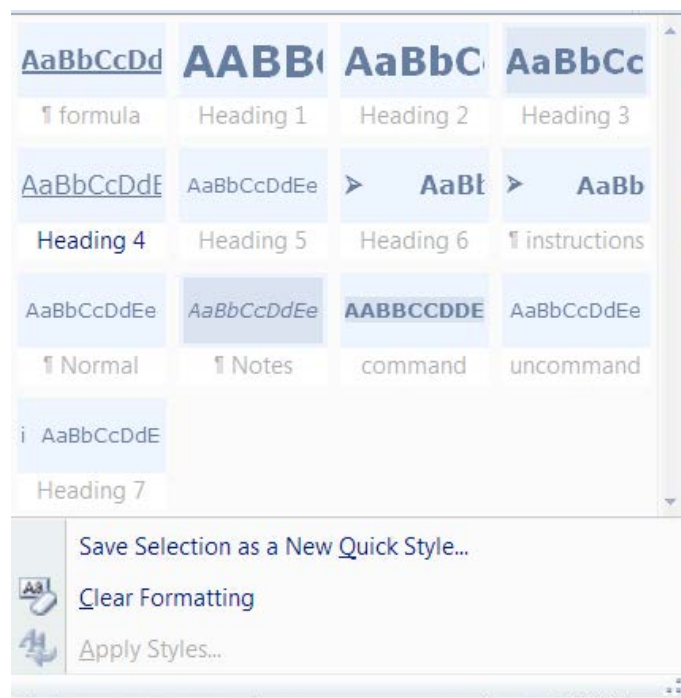 AaBbCcDd AABB AaBbC AaBbCc
¶ formula Heading 1 Heading 2 Heading 3
AaBbCcDdE AaBbCcDdEe ➢ AaBb ➢ AaBb
Heading 4 Heading 5 Heading 6 ¶ instructions
AaBbCcDdEe AaBbCcDdEe AABBCCDDE AaBbCcDdEe
¶ Normal ¶ Notes command uncommand
i AaBbCcDdE
Heading 7
Save Selection as a New Quick Style...
Clear Formatting
Apply Styles...